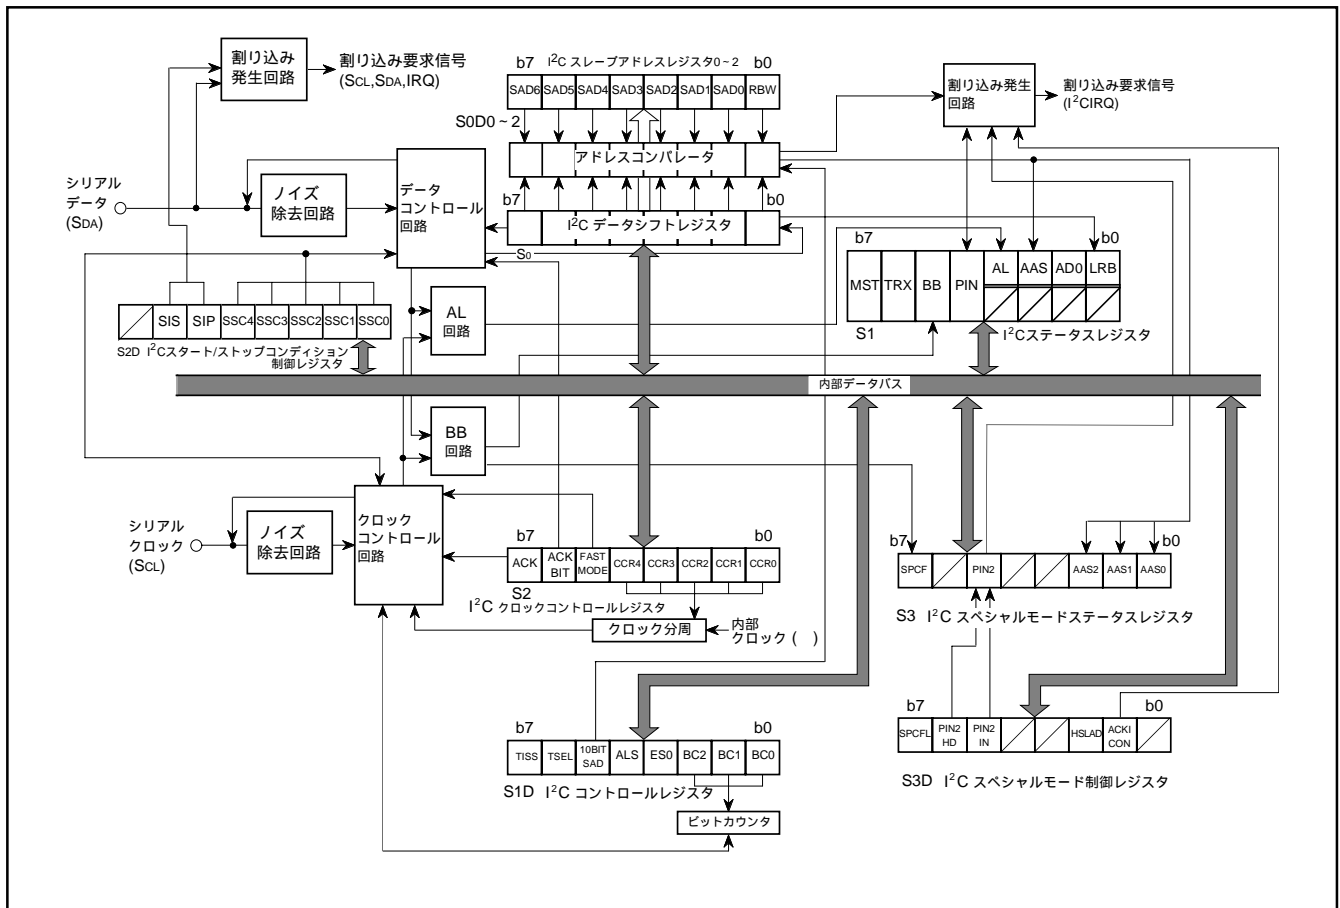 割り込み
発生回路
割り込み要求信号
(SCL,SDA,IRQ)
b7 I²C スレーブアドレスレジスタ0~2 b0
SAD6 SAD5 SAD4 SAD3 SAD2 SAD1 SAD0 RBW
S0D0~2
アドレスコンパレータ
割り込み発生
回路
割り込み要求信号
(I²CIRQ)
シリアル
データ
(SDA)
ノイズ
除去回路
データ
コントロール
回路
b7 b0
I²C データシフトレジスタ
S0
b7 b0
MST TRX BB PIN AL AAS AD0 LRB
S1 I²Cステータスレジスタ
SIS SIP SSC4 SSC3 SSC2 SSC1 SSC0
S2D I²Cスタート/ストップコンディション
制御レジスタ
AL
回路
内部データバス
BB
回路
シリアル
クロック
(SCL)
ノイズ
除去回路
クロック
コントロール
回路
b7 b0
ACK ACK BIT FAST MODE CCR4 CCR3 CCR2 CCR1 CCR0
S2
I²C クロックコントロールレジスタ
クロック分周
内部
クロック ( )
b7 b0
SPCF PIN2 AAS2 AAS1 AAS0
S3 I²C スペシャルモードステータスレジスタ
b7 b0
TISS TSEL 10BIT SAD ALS ES0 BC2 BC1 BC0
S1D I²C コントロールレジスタ
ビットカウンタ
b7 b0
SPCFL PIN2 HD PIN2 IN HSLAD ACKI CON
S3D I²C スペシャルモード制御レジスタ